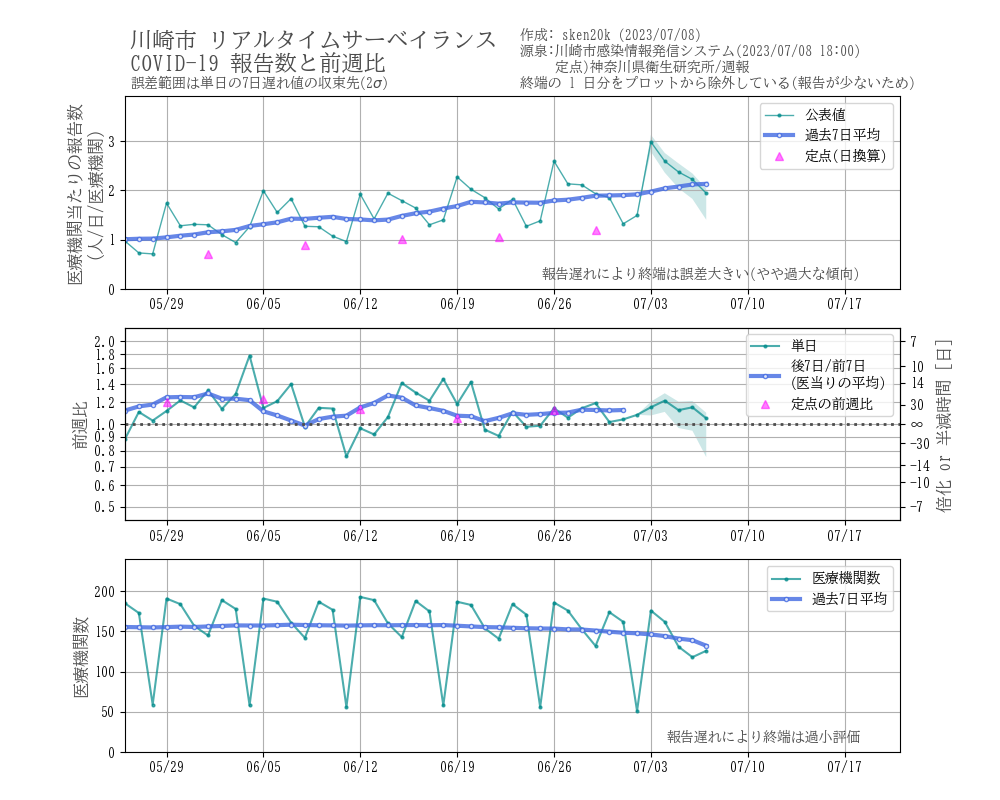 川崎市 リアルタイムサーベイランス
COVID-19 報告数と前週比
誤差範囲は単日の7日遅れ値の収束先(2σ)
作成: sken20k (2023/07/08)
源泉:川崎市感染情報発信システム(2023/07/08 18:00)
定点)神奈川県衛生研究所/週報
終端の 1 日分をプロットから除外している(報告が少ないため)
医療機関当たりの報告数
(人/日/医療機関)
3
2
1
0
公表値
過去7日平均
定点(日換算)
報告遅れにより終端は誤差大きい(やや過大な傾向)
05/29 06/05 06/12 06/19 06/26 07/03 07/10 07/17
前週比
2.0
1.8
1.6
1.4
1.2
1.0
0.9
0.8
0.7
0.6
0.5
単日
後7日/前7日
(医当りの平均)
定点の前週比
7
10
14
30
∞
-30
-14
-10
-7
倍化 or 半減時間 [日]
05/29 06/05 06/12 06/19 06/26 07/03 07/10 07/17
医療機関数
200
150
100
50
0
医療機関数
過去7日平均
報告遅れにより終端は過小評価
05/29 06/05 06/12 06/19 06/26 07/03 07/10 07/17